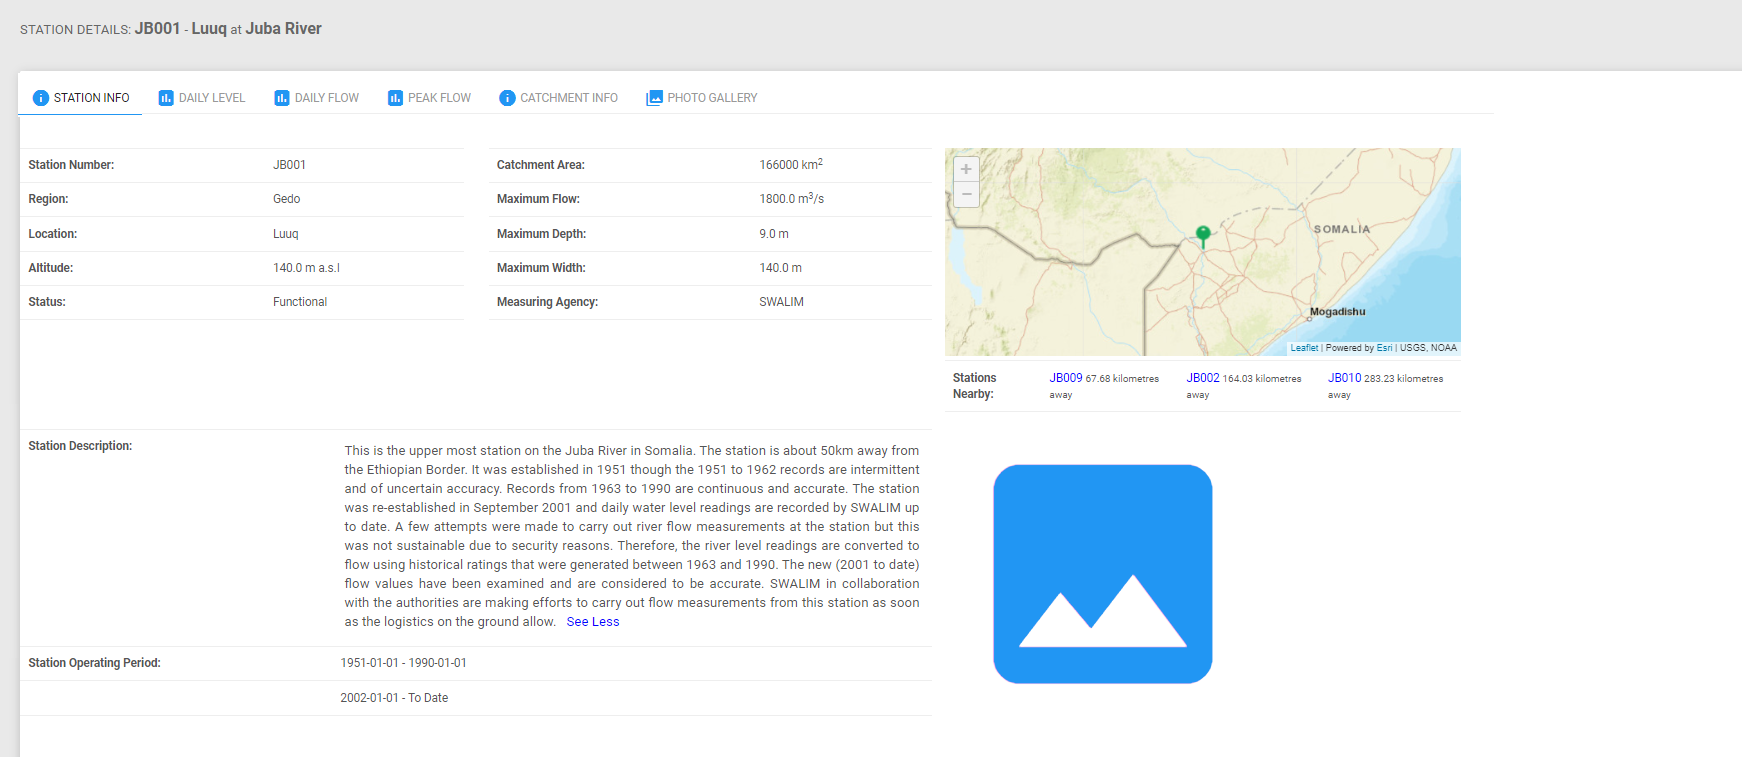 STATION DETAILS: JB001 - Luuq at Juba River
STATION INFO DAILY LEVEL DAILY FLOW PEAK FLOW CATCHMENT INFO PHOTO GALLERY
Station Number: JB001
Region: Gedo
Location: Luuq
Altitude: 140.0 m a.s.l
Status: Functional
Catchment Area: 166000 km²
Maximum Flow: 1800.0 m³/s
Maximum Depth: 9.0 m
Maximum Width: 140.0 m
Measuring Agency: SWALIM
+
−
SOMALIA
Mogadishu
Leaflet | Powered by Esri | USGS, NOAA
Stations Nearby:
JB009 67.68 kilometres away
JB002 164.03 kilometres away
JB010 283.23 kilometres away
Station Description:
This is the upper most station on the Juba River in Somalia. The station is about 50km away from
the Ethiopian Border. It was established in 1951 though the 1951 to 1962 records are intermittent
and of uncertain accuracy. Records from 1963 to 1990 are continuous and accurate. The station
was re-established in September 2001 and daily water level readings are recorded by SWALIM up
to date. A few attempts were made to carry out river flow measurements at the station but this
was not sustainable due to security reasons. Therefore, the river level readings are converted to
flow using historical ratings that were generated between 1963 and 1990. The new (2001 to date)
flow values have been examined and are considered to be accurate. SWALIM in collaboration
with the authorities are making efforts to carry out flow measurements from this station as soon
as the logistics on the ground allow. See Less
Station Operating Period: 1951-01-01 - 1990-01-01
2002-01-01 - To Date